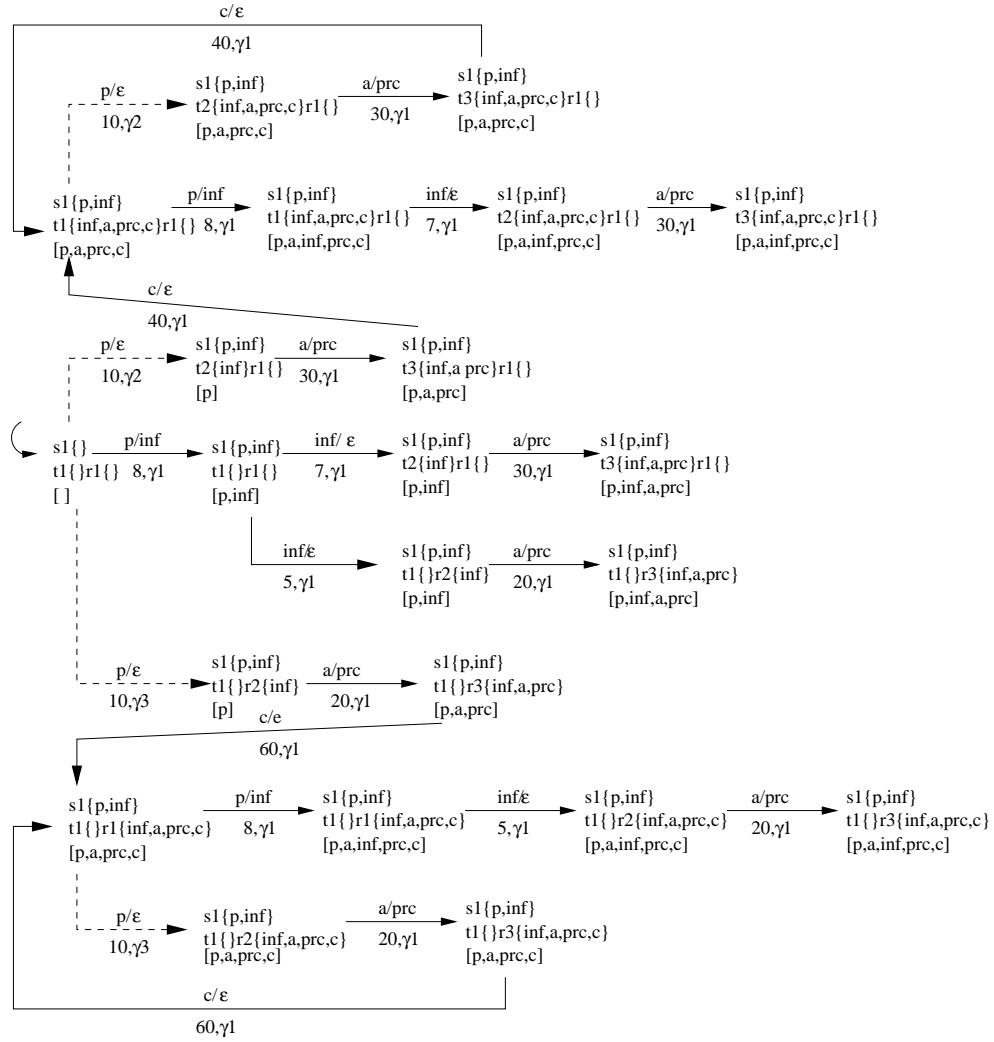 c/ε
40,γ1
p/ε
10,γ2
s1{p,inf}
t2{inf,a,prc,c}r1{}
[p,a,prc,c]
a/prc
30,γ1
s1{p,inf}
t3{inf,a,prc,c}r1{}
[p,a,prc,c]
s1{p,inf}
t1{inf,a,prc,c}r1{}
[p,a,prc,c]
p/inf
8,γ1
s1{p,inf}
t1{inf,a,prc,c}r1{}
[p,a,inf,prc,c]
inf/ε
7,γ1
s1{p,inf}
t2{inf,a,prc,c}r1{}
[p,a,inf,prc,c]
a/prc
30,γ1
s1{p,inf}
t3{inf,a,prc,c}r1{}
[p,a,inf,prc,c]
c/ε
40,γ1
p/ε
10,γ2
s1{p,inf}
t2{inf}r1{}
[p]
a/prc
30,γ1
s1{p,inf}
t3{inf,a prc}r1{}
[p,a,prc]
s1{}
t1{}r1{}
[ ]
p/inf
8,γ1
s1{p,inf}
t1{}r1{}
[p,inf]
inf/ ε
7,γ1
s1{p,inf}
t2{inf}r1{}
[p,inf]
a/prc
30,γ1
s1{p,inf}
t3{inf,a,prc}r1{}
[p,inf,a,prc]
inf/ε
5,γ1
s1{p,inf}
t1{}r2{inf}
[p,inf]
a/prc
20,γ1
s1{p,inf}
t1{}r3{inf,a,prc}
[p,inf,a,prc]
p/ε
10,γ3
s1{p,inf}
t1{}r2{inf}
[p]
a/prc
20,γ1
s1{p,inf}
t1{}r3{inf,a,prc}
[p,a,prc]
c/e
60,γ1
s1{p,inf}
t1{}r1{inf,a,prc,c}
[p,a,prc,c]
p/inf
8,γ1
s1{p,inf}
t1{}r1{inf,a,prc,c}
[p,a,inf,prc,c]
inf/ε
5,γ1
s1{p,inf}
t1{}r2{inf,a,prc,c}
[p,a,inf,prc,c]
a/prc
20,γ1
s1{p,inf}
t1{}r3{inf,a,prc,c}
[p,a,inf,prc,c]
p/ε
10,γ3
s1{p,inf}
t1{}r2{inf,a,prc,c}
[p,a,prc,c]
a/prc
20,γ1
s1{p,inf}
t1{}r3{inf,a,prc,c}
[p,a,prc,c]
c/ε
60,γ1